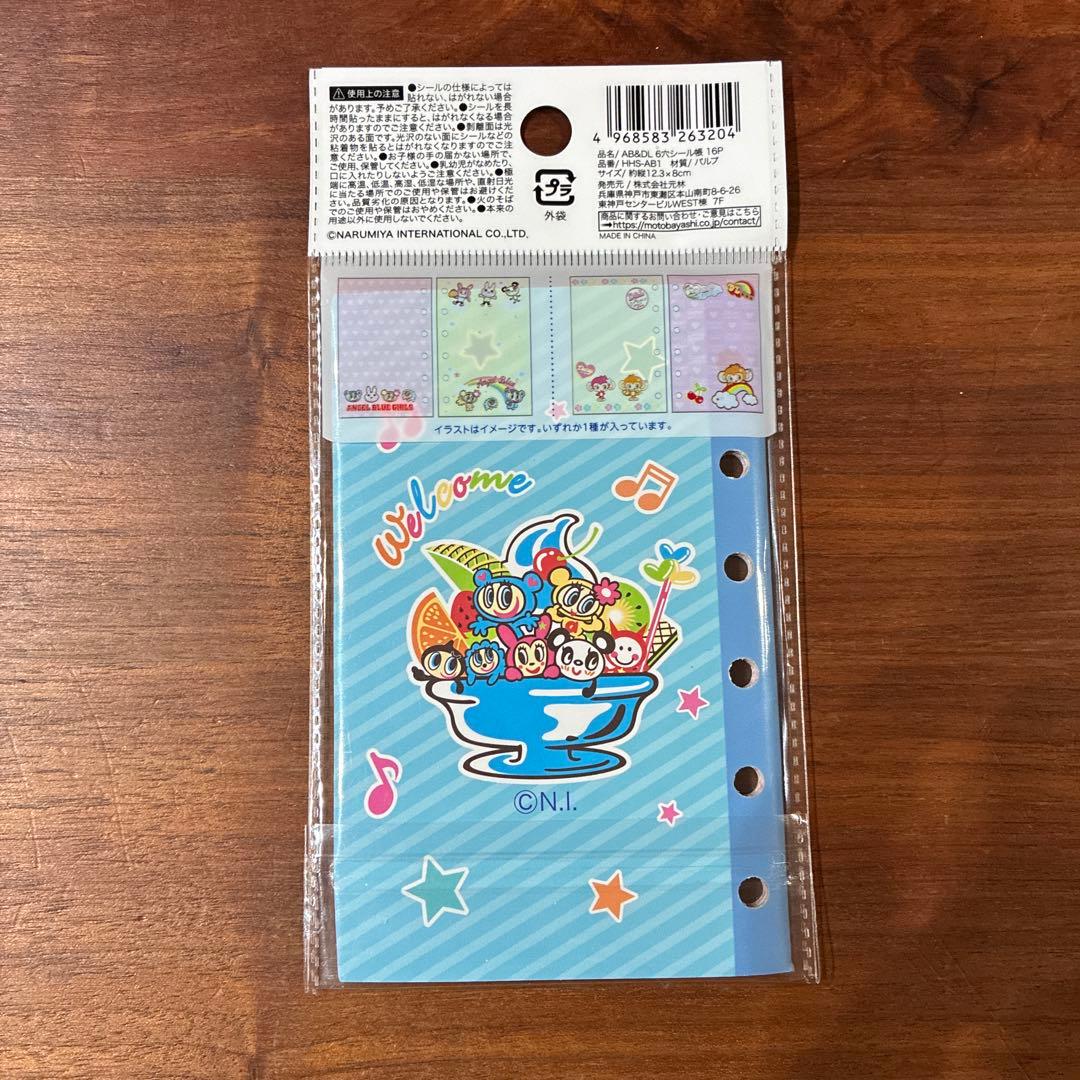 ⚠使用上の注意 ●シールの仕様によっては
貼れない、はがれない場合
があります。予めご了承ください。●シールを長
時間貼ったままにすると、はがれなくなる場合
がありますのでご注意ください。●剥離面は光
沢のある面です。光沢のない面にシールなどの
粘着物を貼るとはがれなくなりますのでご注
意ください。●お子様の手の届かない場所で、
ご使用、保管してください。●乳幼児がなめたり、
口に入れたりしないようご注意ください。●極
端に高温、低温、高湿、低湿な場所や、直射日光
に当たる場所でのご使用や保管はお避けくだ
さい。品質劣化の原因となります。●火のそば
でのご使用や保管はおやめください。●本来の
用途以外に使用しないでください。
©NARUMIYA INTERNATIONAL CO.,LTD.
プラ
外袋
4 968583 263204
品名/ AB&DL 6穴シール帳 16P
品番/ HHS-AB1 材質/ パルプ
サイズ/ 約縦12.3×8cm
発売元 / 株式会社元林
兵庫県神戸市東灘区本山南町8-6-26
東神戸センタービルWEST棟 7F
商品に関するお問い合わせ・ご意見はこちら
→https://motobayashi.co.jp/contact/
MADE IN CHINA
ANGEL BLUE GIRLS
Angel Blue
イラストはイメージです。いずれか1種が入っています。
Welcome
©N.I.